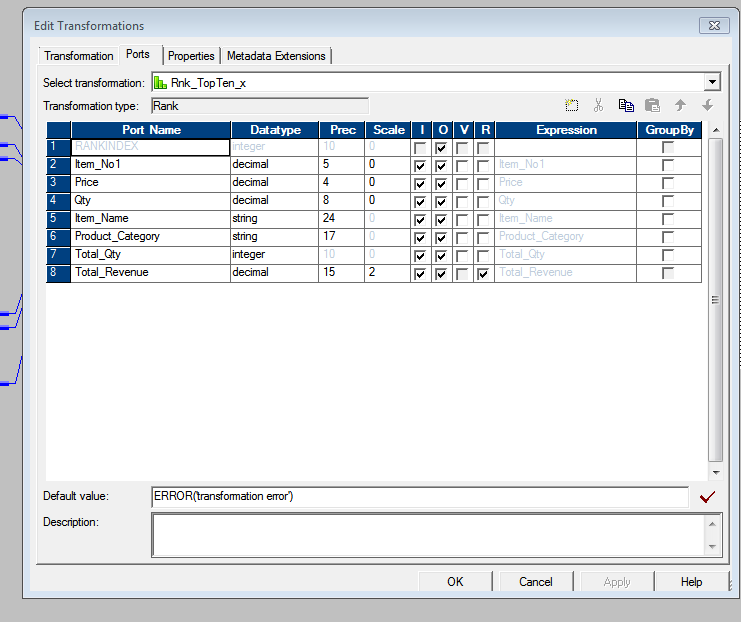 Edit Transformations
Transformation Ports Properties Metadata Extensions
Select transformation: Rnk_TopTen_x
Transformation type: Rank
Port Name Datatype Prec Scale I O V R Expression GroupBy
1 RANKINDEX integer 10 0
2 Item_No1 decimal 5 0 Item_No1
3 Price decimal 4 0 Price
4 Qty decimal 8 0 Qty
5 Item_Name string 24 0 Item_Name
6 Product_Category string 17 0 Product_Category
7 Total_Qty integer 10 0 Total_Qty
8 Total_Revenue decimal 15 2 Total_Revenue
Default value: ERROR('transformation error')
Description:
OK Cancel Apply Help